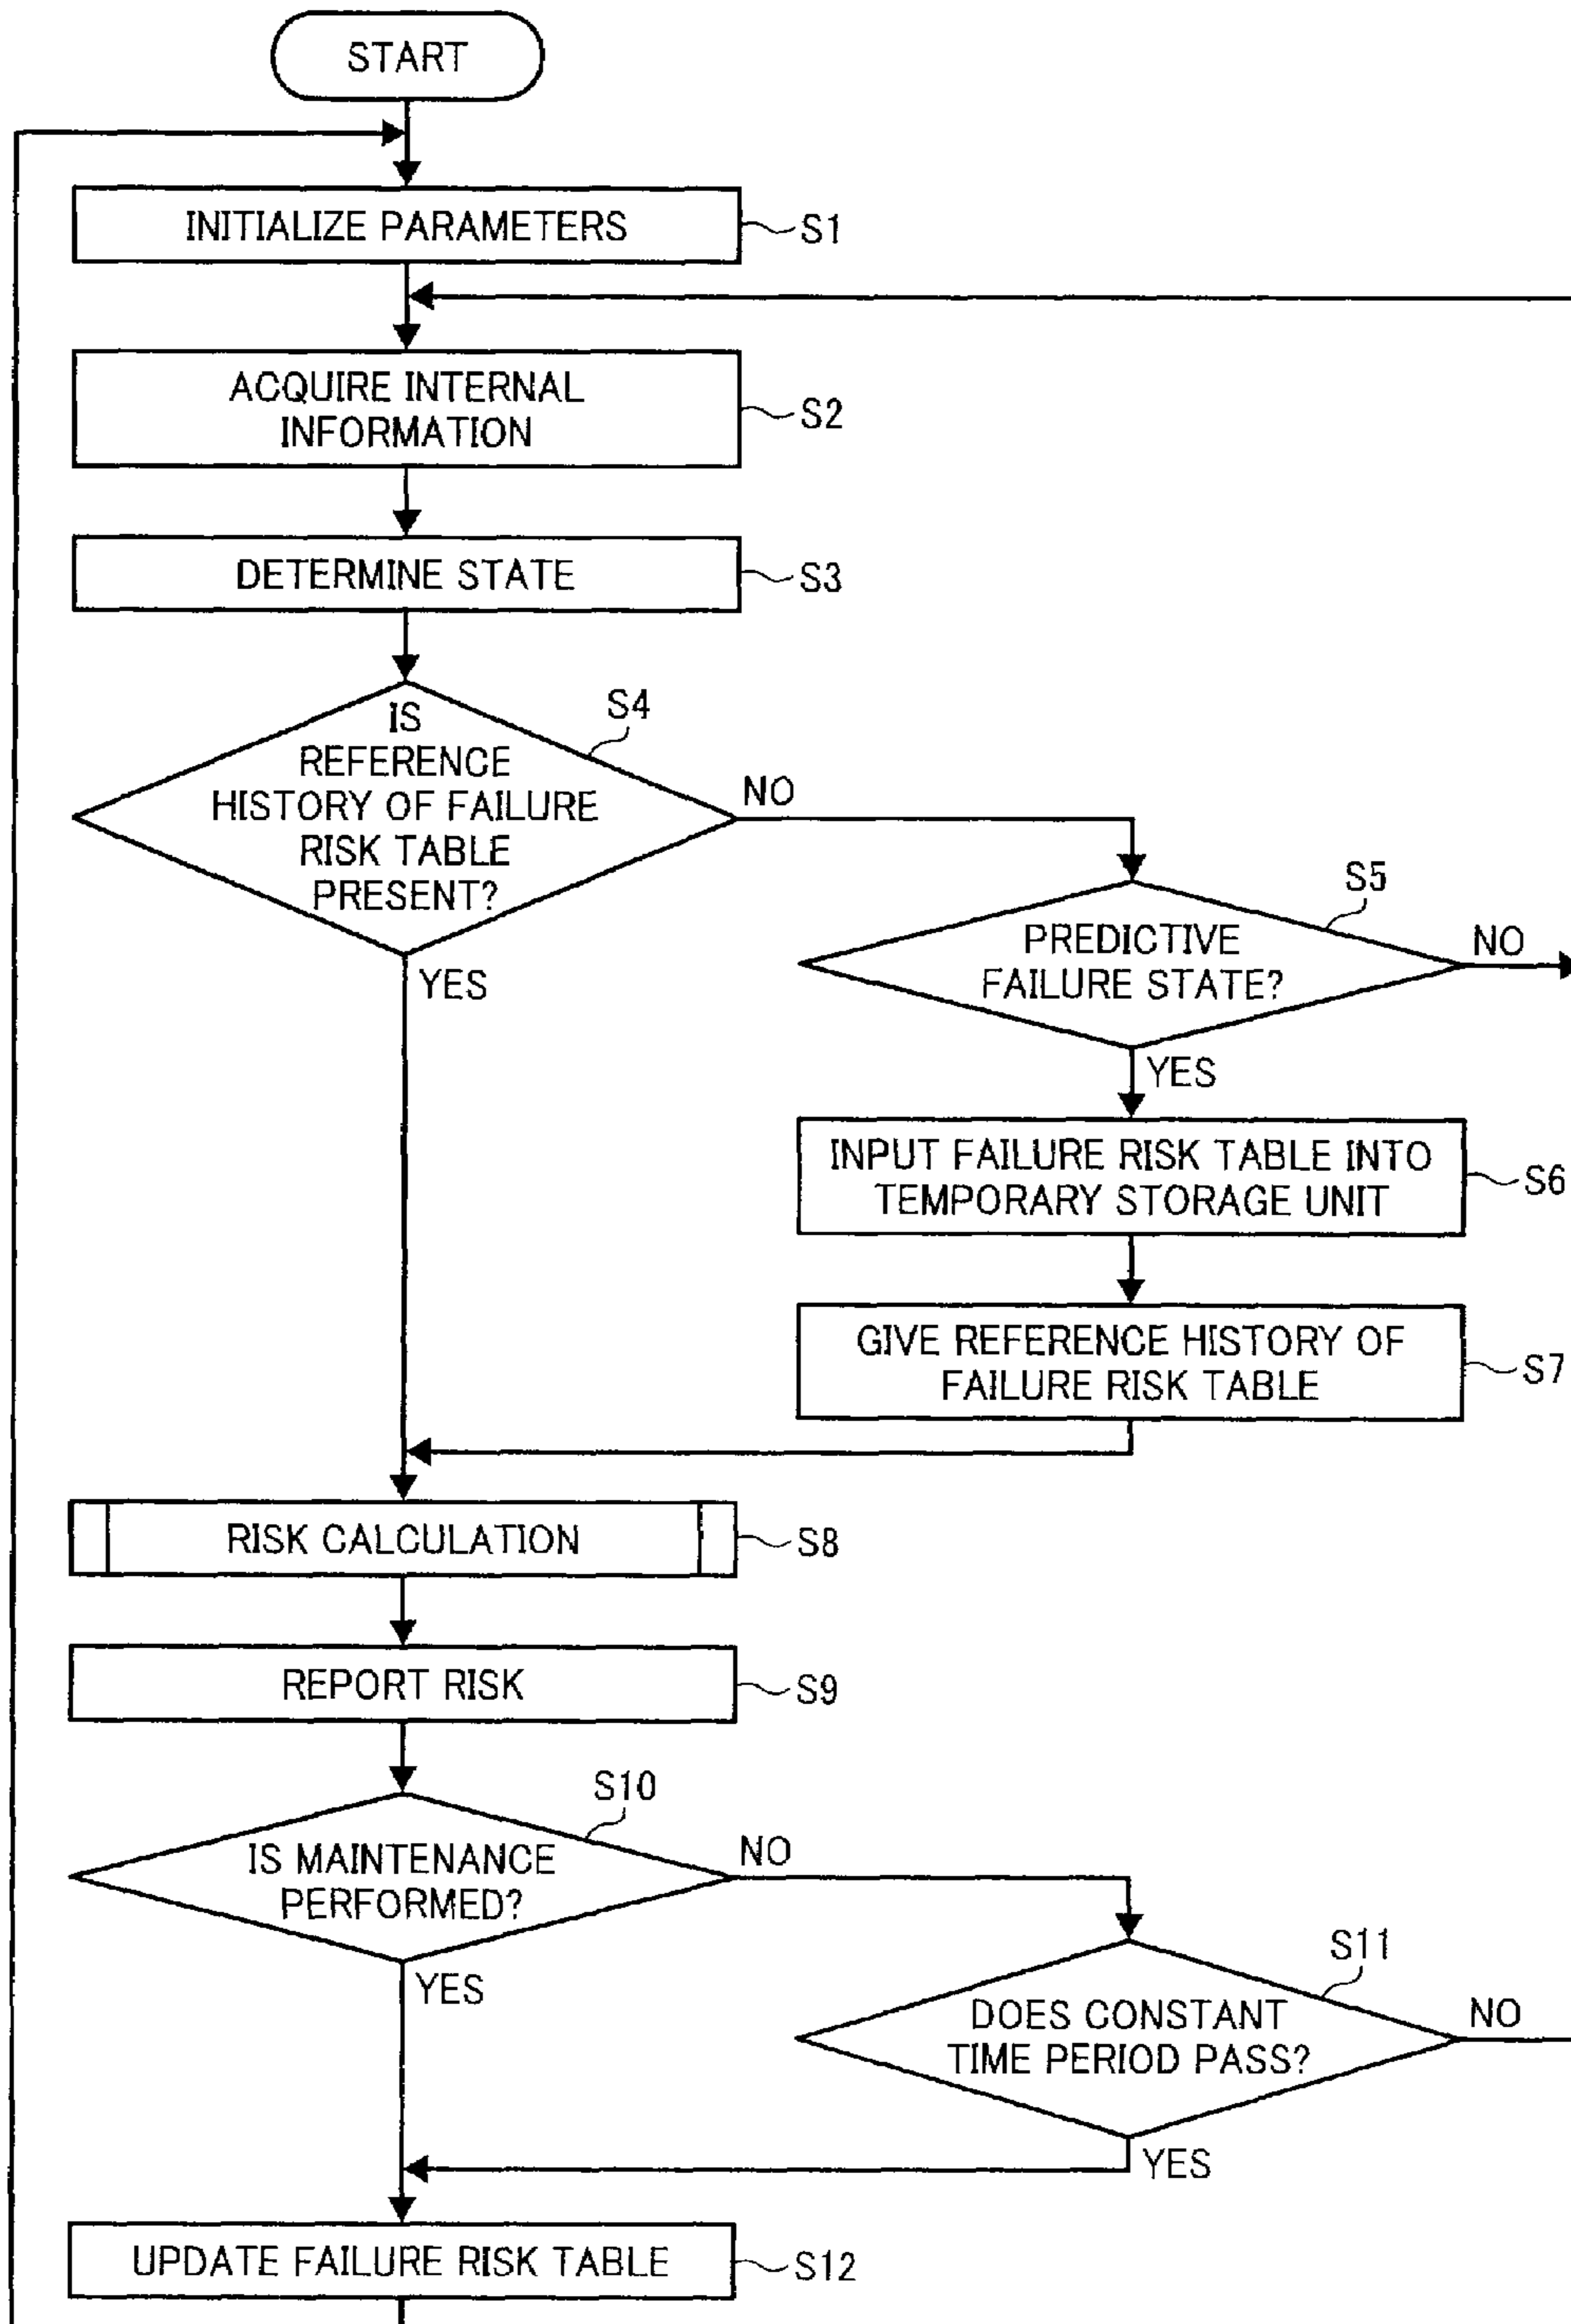 START
INITIALIZE PARAMETERS
S1
ACQUIRE INTERNAL
INFORMATION
S2
DETERMINE STATE
S3
IS
REFERENCE
HISTORY OF FAILURE
RISK TABLE
PRESENT?
S4
NO
YES
PREDICTIVE
FAILURE STATE?
S5
NO
YES
INPUT FAILURE RISK TABLE INTO
TEMPORARY STORAGE UNIT
S6
GIVE REFERENCE HISTORY OF
FAILURE RISK TABLE
S7
RISK CALCULATION
S8
REPORT RISK
S9
IS MAINTENANCE
PERFORMED?
S10
NO
YES
DOES CONSTANT
TIME PERIOD PASS?
S11
NO
YES
UPDATE FAILURE RISK TABLE
S12